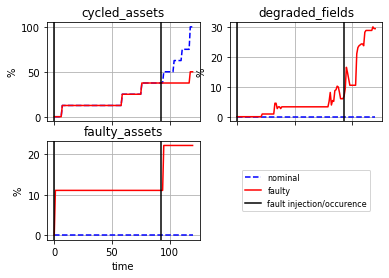 cycled_assets
degraded_fields
100
50
0
%
30
20
10
0
%
faulty_assets
20
10
0
%
0
50
100
time
nominal
faulty
fault injection/occurence